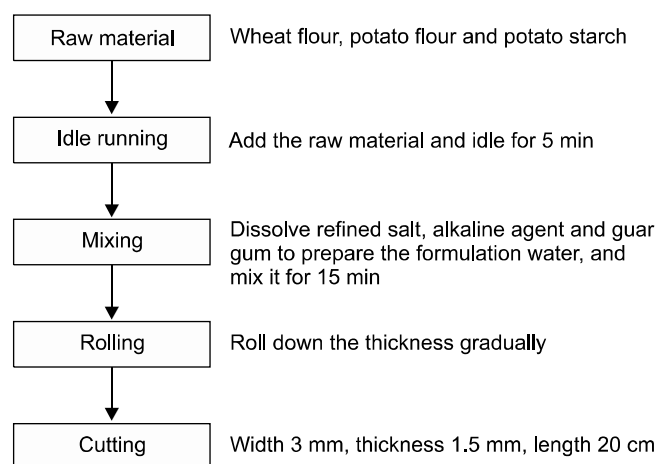 Raw material
Wheat flour, potato flour and potato starch
Idle running
Add the raw material and idle for 5 min
Mixing
Dissolve refined salt, alkaline agent and guar
gum to prepare the formulation water, and
mix it for 15 min
Rolling
Roll down the thickness gradually
Cutting
Width 3 mm, thickness 1.5 mm, length 20 cm